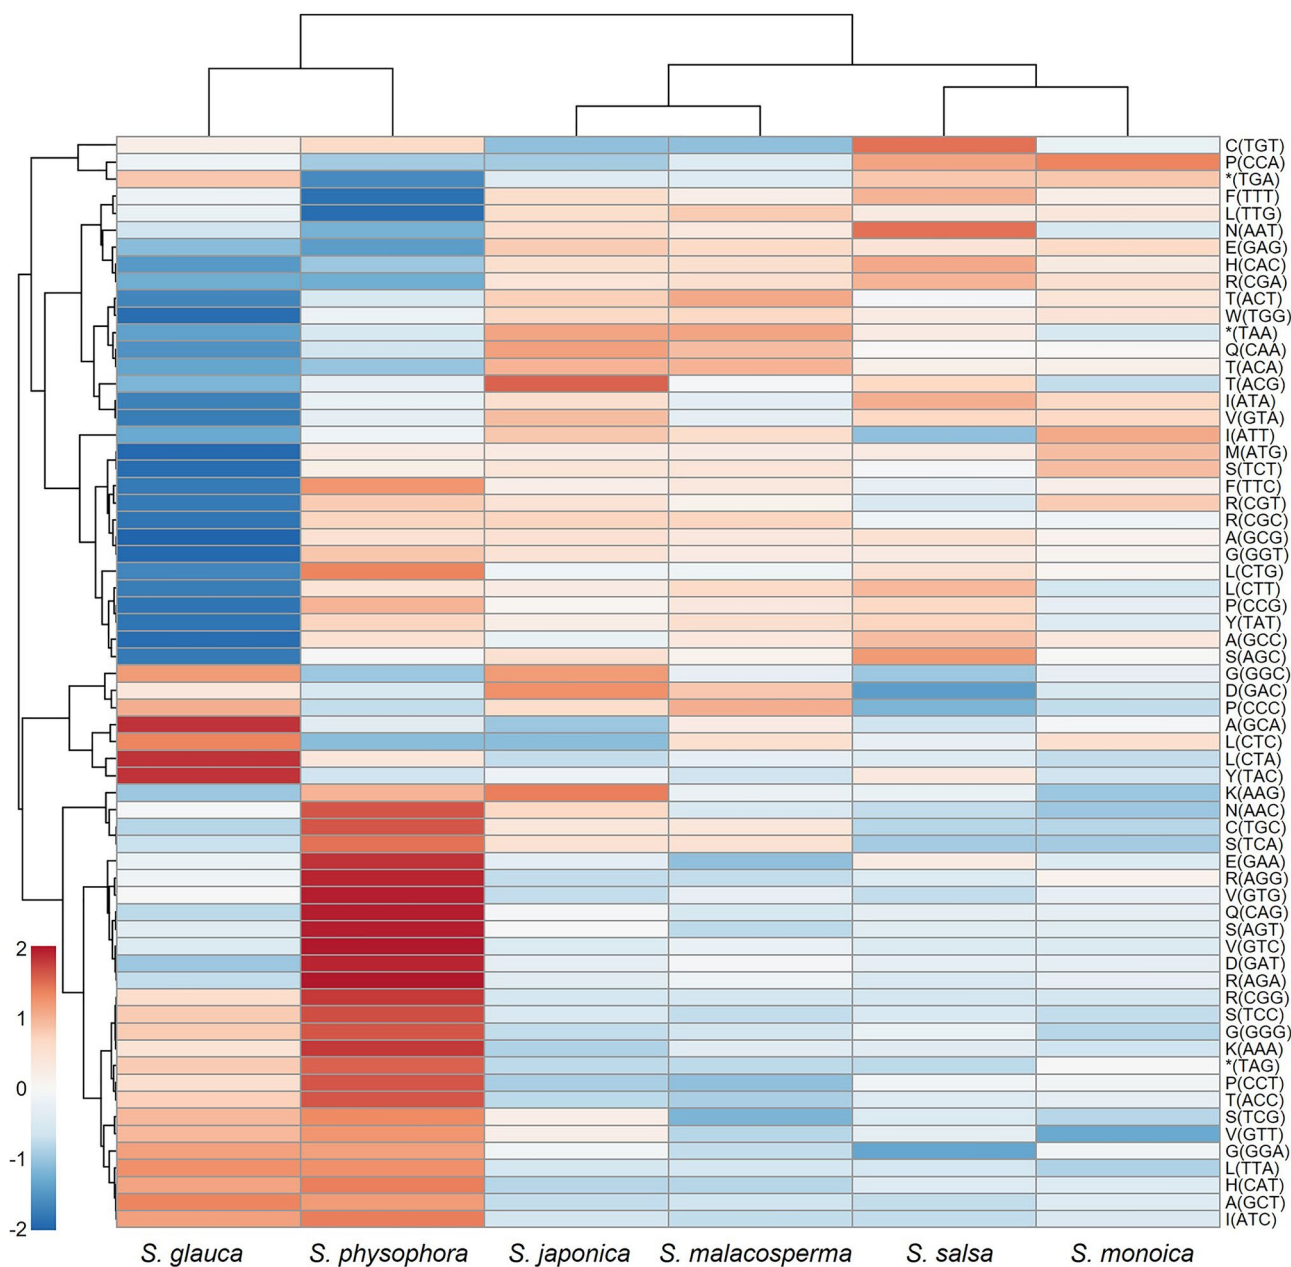 C(TGT)
P(CCA)
*(TGA)
F(TTT)
L(TTG)
N(AAT)
E(GAG)
H(CAC)
R(CGA)
T(ACT)
W(TGG)
*(TAA)
Q(CAA)
T(ACA)
T(ACG)
I(ATA)
V(GTA)
I(ATT)
M(ATG)
S(TCT)
F(TTC)
R(CGT)
R(CGC)
A(GCG)
G(GGT)
L(CTG)
L(CTT)
P(CCG)
Y(TAT)
A(GCC)
S(AGC)
G(GGC)
D(GAC)
P(CCC)
A(GCA)
L(CTC)
L(CTA)
Y(TAC)
K(AAG)
N(AAC)
C(TGC)
S(TCA)
E(GAA)
R(AGG)
V(GTG)
Q(CAG)
S(AGT)
V(GTC)
D(GAT)
R(AGA)
R(CGG)
S(TCC)
G(GGG)
K(AAA)
*(TAG)
P(CCT)
T(ACC)
S(TCG)
V(GTT)
G(GGA)
L(TTA)
H(CAT)
A(GCT)
I(ATC)
2
1
0
-1
-2
S. glauca S. physophora S. japonica S. malacosperma S. salsa S. monoica